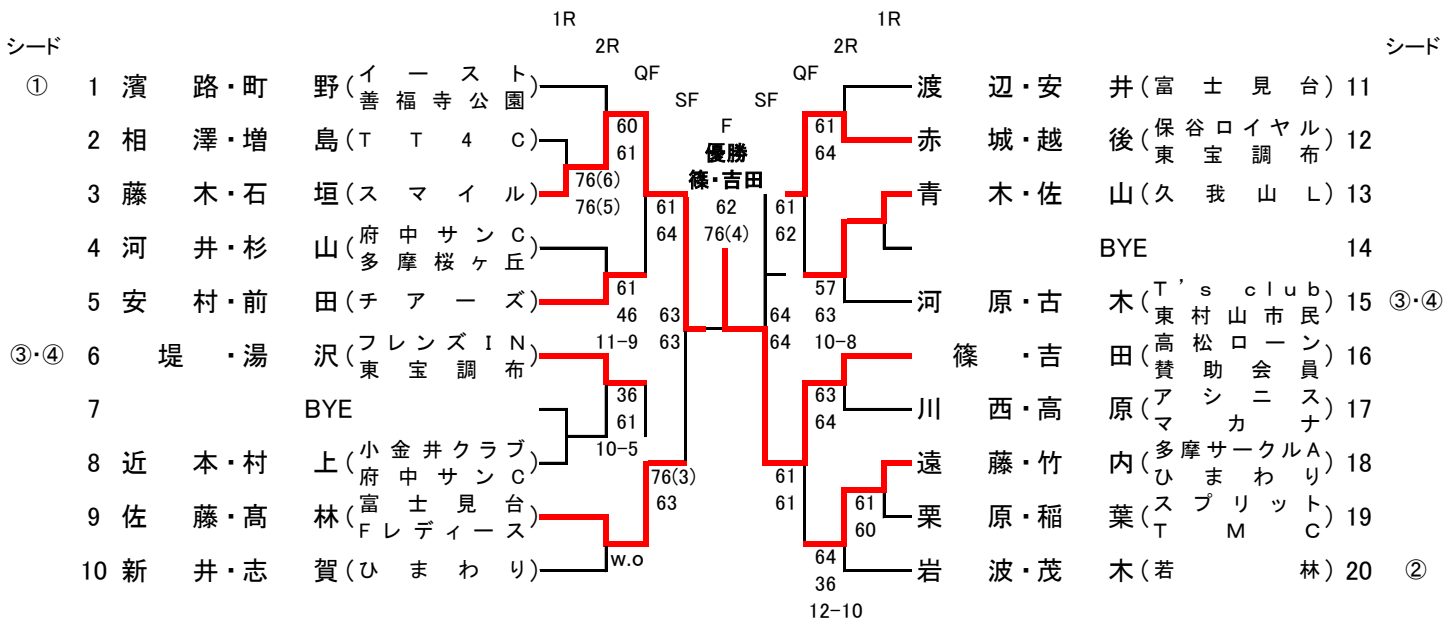 1R 1R
シード 2R 2R シード
QF QF
SF SF
F
優勝
篠・吉田
62
76(4)
① 1 濱路・町野(イースト 善福寺公園)
2 相澤・増島(TT4C)
3 藤木・石垣(スマイル)
4 河井・杉山(府中サンC 多摩桜ヶ丘)
5 安村・前田(チアーズ)
③・④ 6 堤・湯沢(フレンズIN 東宝調布)
7 BYE
8 近本・村上(小金井クラブ 府中サンC)
9 佐藤・髙林(富士見台 Fレディース)
10 新井・志賀(ひまわり)
76(6)
76(5)
60
61
61
46
11-9
36
61
10-5
w.o
61
64
76(3)
63
63
63
渡辺・安井(富士見台) 11
赤城・越後(保谷ロイヤル 東宝調布) 12
青木・佐山(久我山L) 13
BYE 14
河原・古木(T's club 東村山市民) 15 ③・④
篠・吉田(高松ローン 賛助会員) 16
川西・高原(アシニス マカナ) 17
遠藤・竹内(多摩サークルA ひまわり) 18
栗原・稲葉(スプリット TMC) 19
岩波・茂木(若林) 20 ②
61
64
57
63
10-8
63
64
61
60
64
36
12-10
61
62
61
61
64
64